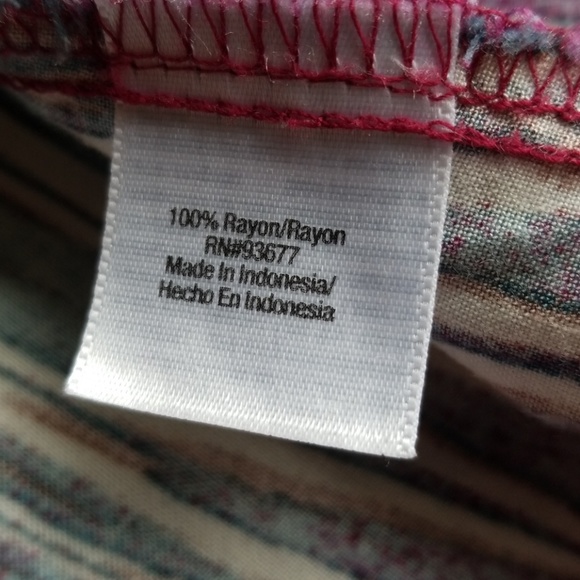 100% Rayon/Rayon
RN#93677
Made In Indonesia/
Hecho En Indonesia